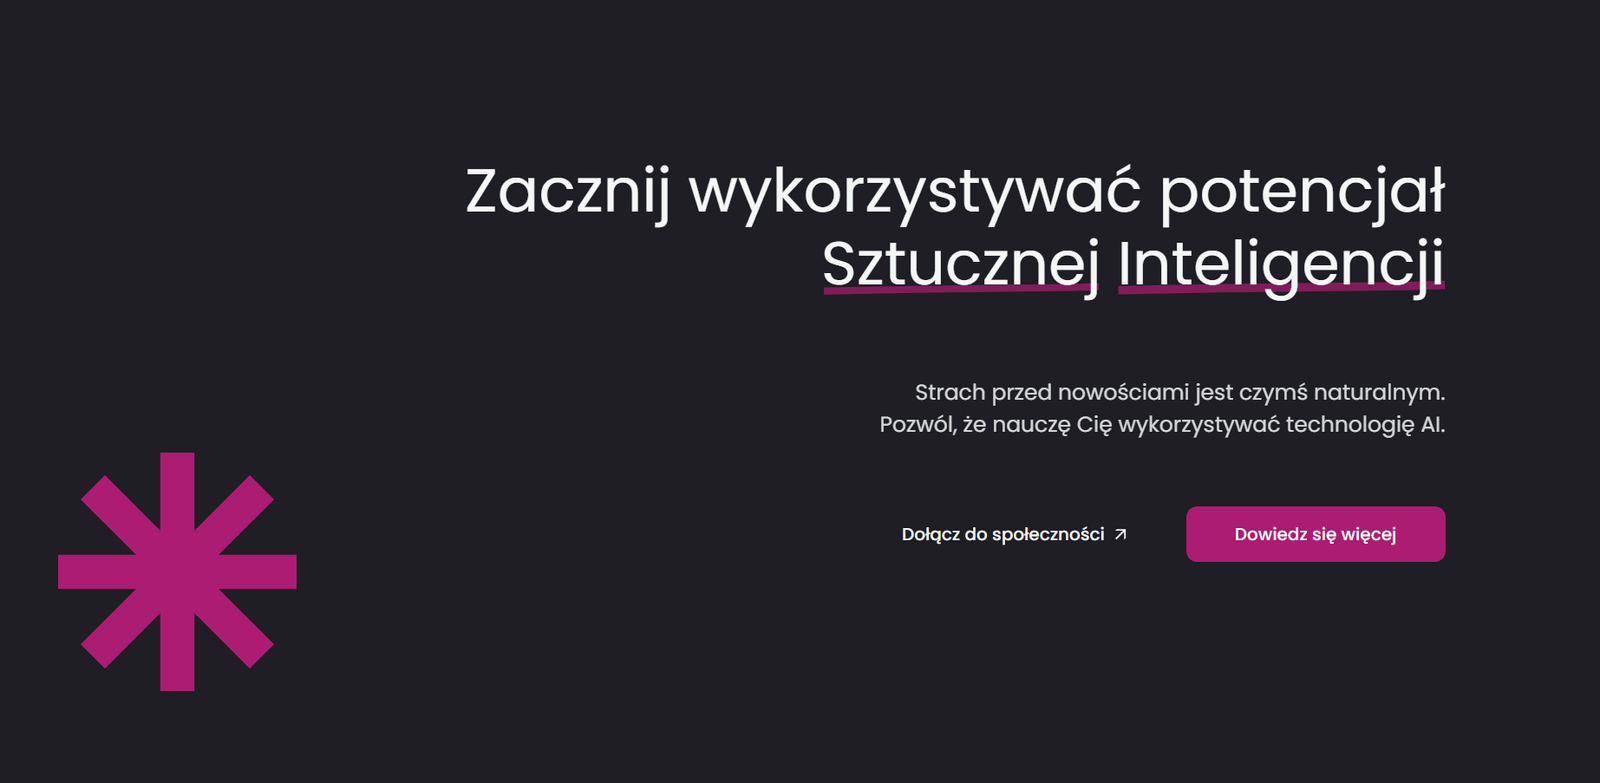 Zacznij wykorzystywać potencjał
Sztucznej Inteligencji
Strach przed nowościami jest czymś naturalnym.
Pozwól, że nauczę Cię wykorzystywać technologię AI.
Dołącz do społeczności
Dowiedz się więcej